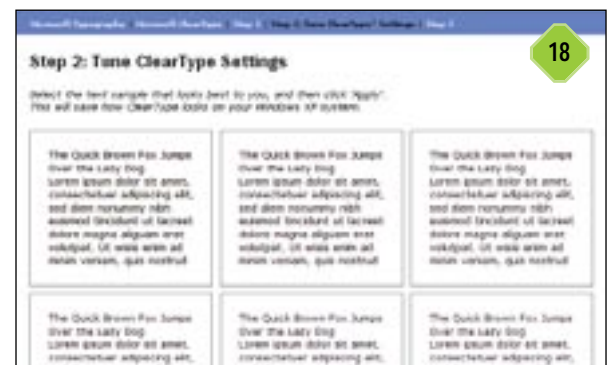 Microsoft Typography | Microsoft ClearType | Step 1 | Step 2: Tune ClearType Settings | Step 3
18
Step 2: Tune ClearType Settings
Select the text sample that looks best to you, and then click "Apply".
This will save how ClearType looks on your Windows XP system.
The Quick Brown Fox Jumps
Over the Lazy Dog
Lorem ipsum dolor sit amet,
consectetuer adipiscing elit,
sed diem nonummy nibh
euismod tincidunt ut lacreet
dolore magna aliguam erat
volutpat. Ut wisis enim ad
minim veniam, quis nostrud
The Quick Brown Fox Jumps
Over the Lazy Dog
Lorem ipsum dolor sit amet,
consectetuer adipiscing elit,
sed diem nonummy nibh
euismod tincidunt ut lacreet
dolore magna aliguam erat
volutpat. Ut wisis enim ad
minim veniam, quis nostrud
The Quick Brown Fox Jumps
Over the Lazy Dog
Lorem ipsum dolor sit amet,
consectetuer adipiscing elit,
sed diem nonummy nibh
euismod tincidunt ut lacreet
dolore magna aliguam erat
volutpat. Ut wisis enim ad
minim veniam, quis nostrud
The Quick Brown Fox Jumps
Over the Lazy Dog
Lorem ipsum dolor sit amet,
consectetuer adipiscing elit,
The Quick Brown Fox Jumps
Over the Lazy Dog
Lorem ipsum dolor sit amet,
consectetuer adipiscing elit,
The Quick Brown Fox Jumps
Over the Lazy Dog
Lorem ipsum dolor sit amet,
consectetuer adipiscing elit,